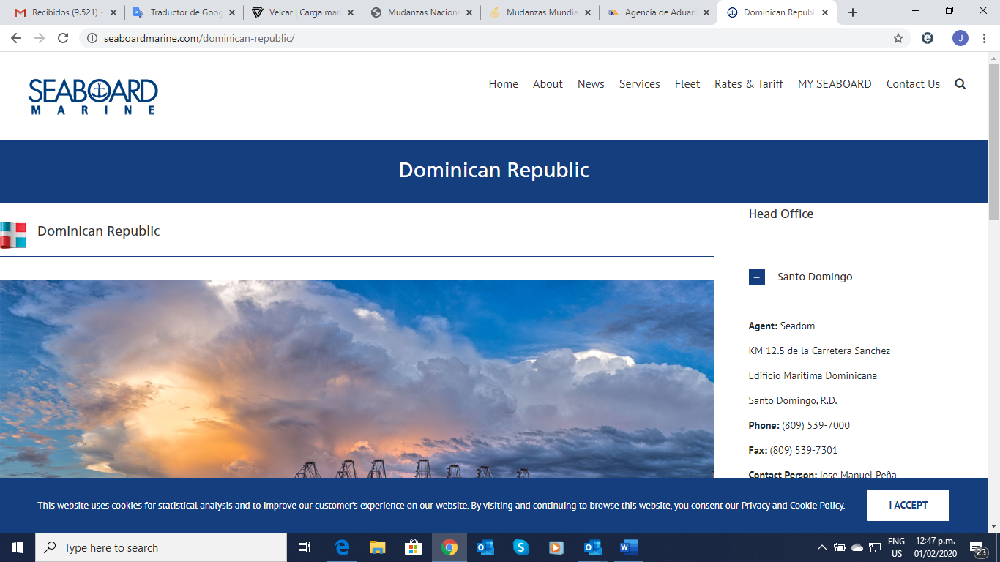 Recibidos (9.521) -
Traductor de Goog
Velcar | Carga mar
Mudanzas Naciona
Mudanzas Mundia
Agencia de Aduan
Dominican Republ
seaboardmarine.com/dominican-republic/
J
SEABOARD
MARINE
Home
About
News
Services
Fleet
Rates & Tariff
MY SEABOARD
Contact Us
Dominican Republic
Dominican Republic
Head Office
Santo Domingo
Agent: Seadom
KM 12.5 de la Carretera Sanchez
Edificio Maritima Dominicana
Santo Domingo, R.D.
Phone: (809) 539-7000
Fax: (809) 539-7301
Contact Person: Jose Manuel Peña
This website uses cookies for statistical analysis and to improve our customer's experience on our website. By visiting and continuing to browse this website, you consent our Privacy and Cookie Policy.
I ACCEPT
Type here to search
ENG
US
12:47 p.m.
01/02/2020
23